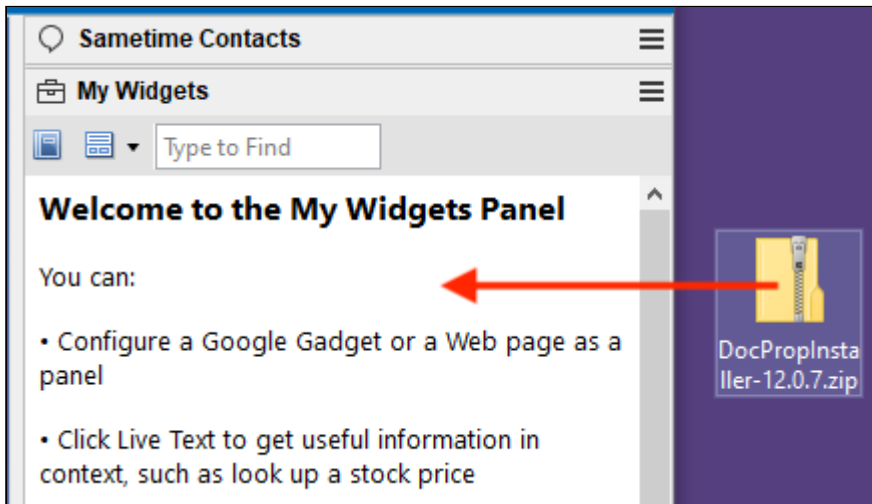 Sametime Contacts
My Widgets
Type to Find
Welcome to the My Widgets Panel
You can:
• Configure a Google Gadget or a Web page as a
panel
• Click Live Text to get useful information in
context, such as look up a stock price
DocPropInsta
ller-12.0.7.zip